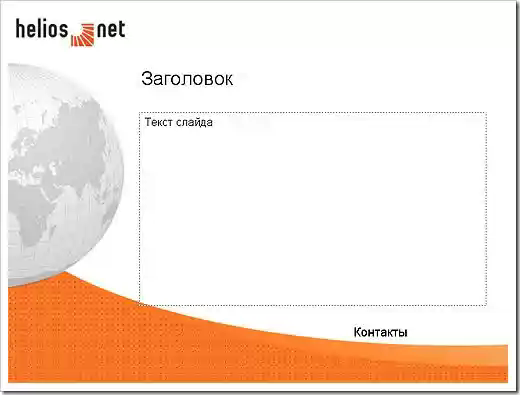 helios net
Заголовок
Текст слайда
Контакты